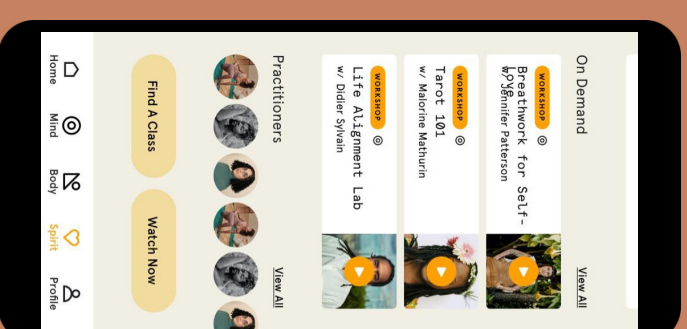 On Demand
View All
WORKSHOP
Breathwork for Self-
Love
w/ Jennifer Patterson
WORKSHOP
Tarot 101
w/ Malorine Mathurin
WORKSHOP
Life Alignment Lab
w/ Didier Sylvain
Practitioners
View All
Find A Class
Watch Now
Home
Mind
Body
Spirit
Profile